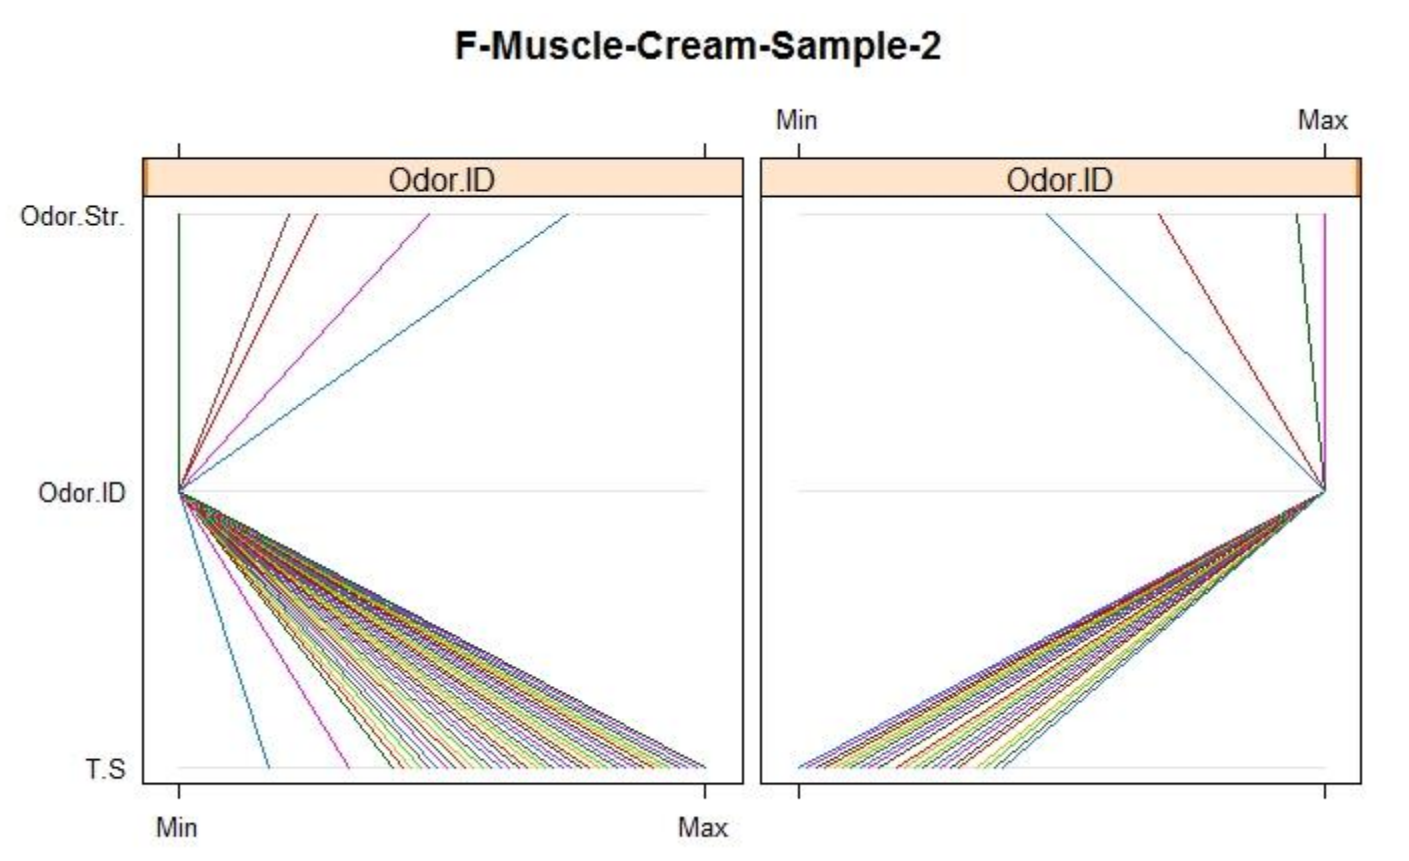 F-Muscle-Cream-Sample-2
Min Max
Odor.ID Odor.ID
Odor.Str.
Odor.ID
T.S
Min Max